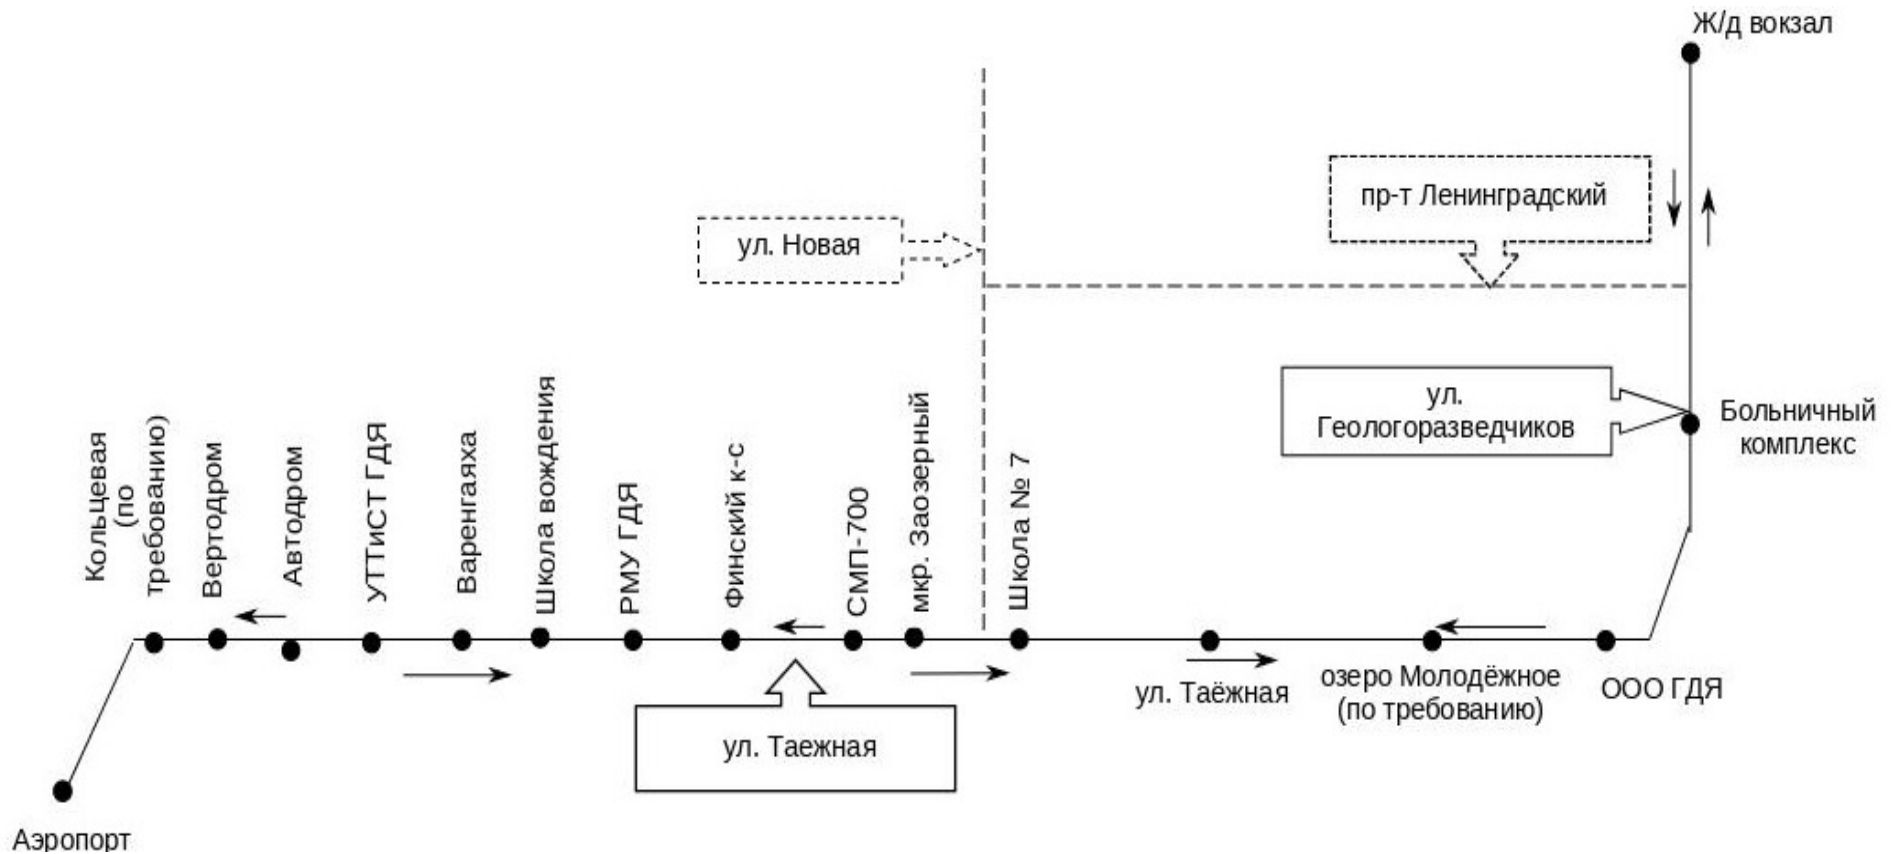 Ж/д вокзал
пр-т Ленинградский
ул. Новая
ул.
Геологоразведчиков
Больничный
комплекс
Кольцевая
(по
требованию)
Вертодром
Автодром
УТТиСТ ГДЯ
Варенгаяха
Школа вождения
РМУ ГДЯ
Финский к-с
СМП-700
мкр. Заозерный
Школа № 7
ул. Таёжная
озеро Молодёжное
(по требованию)
ООО ГДЯ
ул. Таежная
Аэропорт